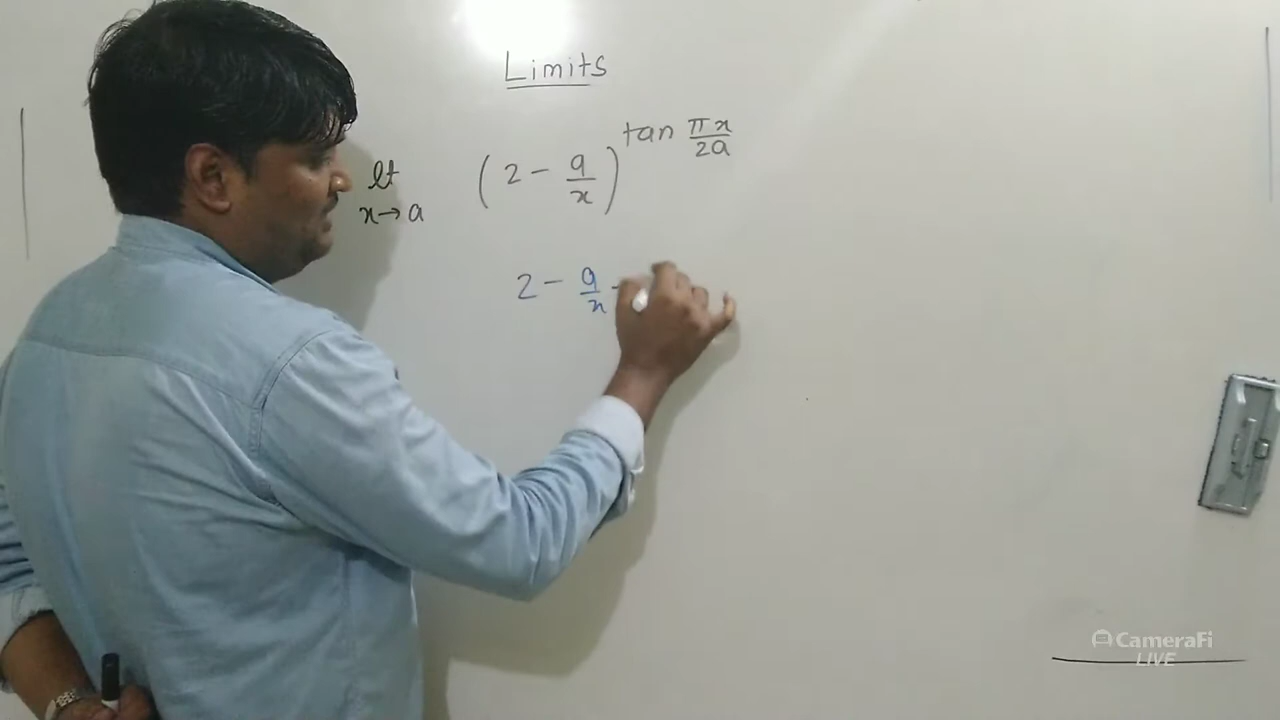 Limits
lt x→a (2 - a/x)^tan πx/2a
2 - a/x -
CameraFi
LIVE